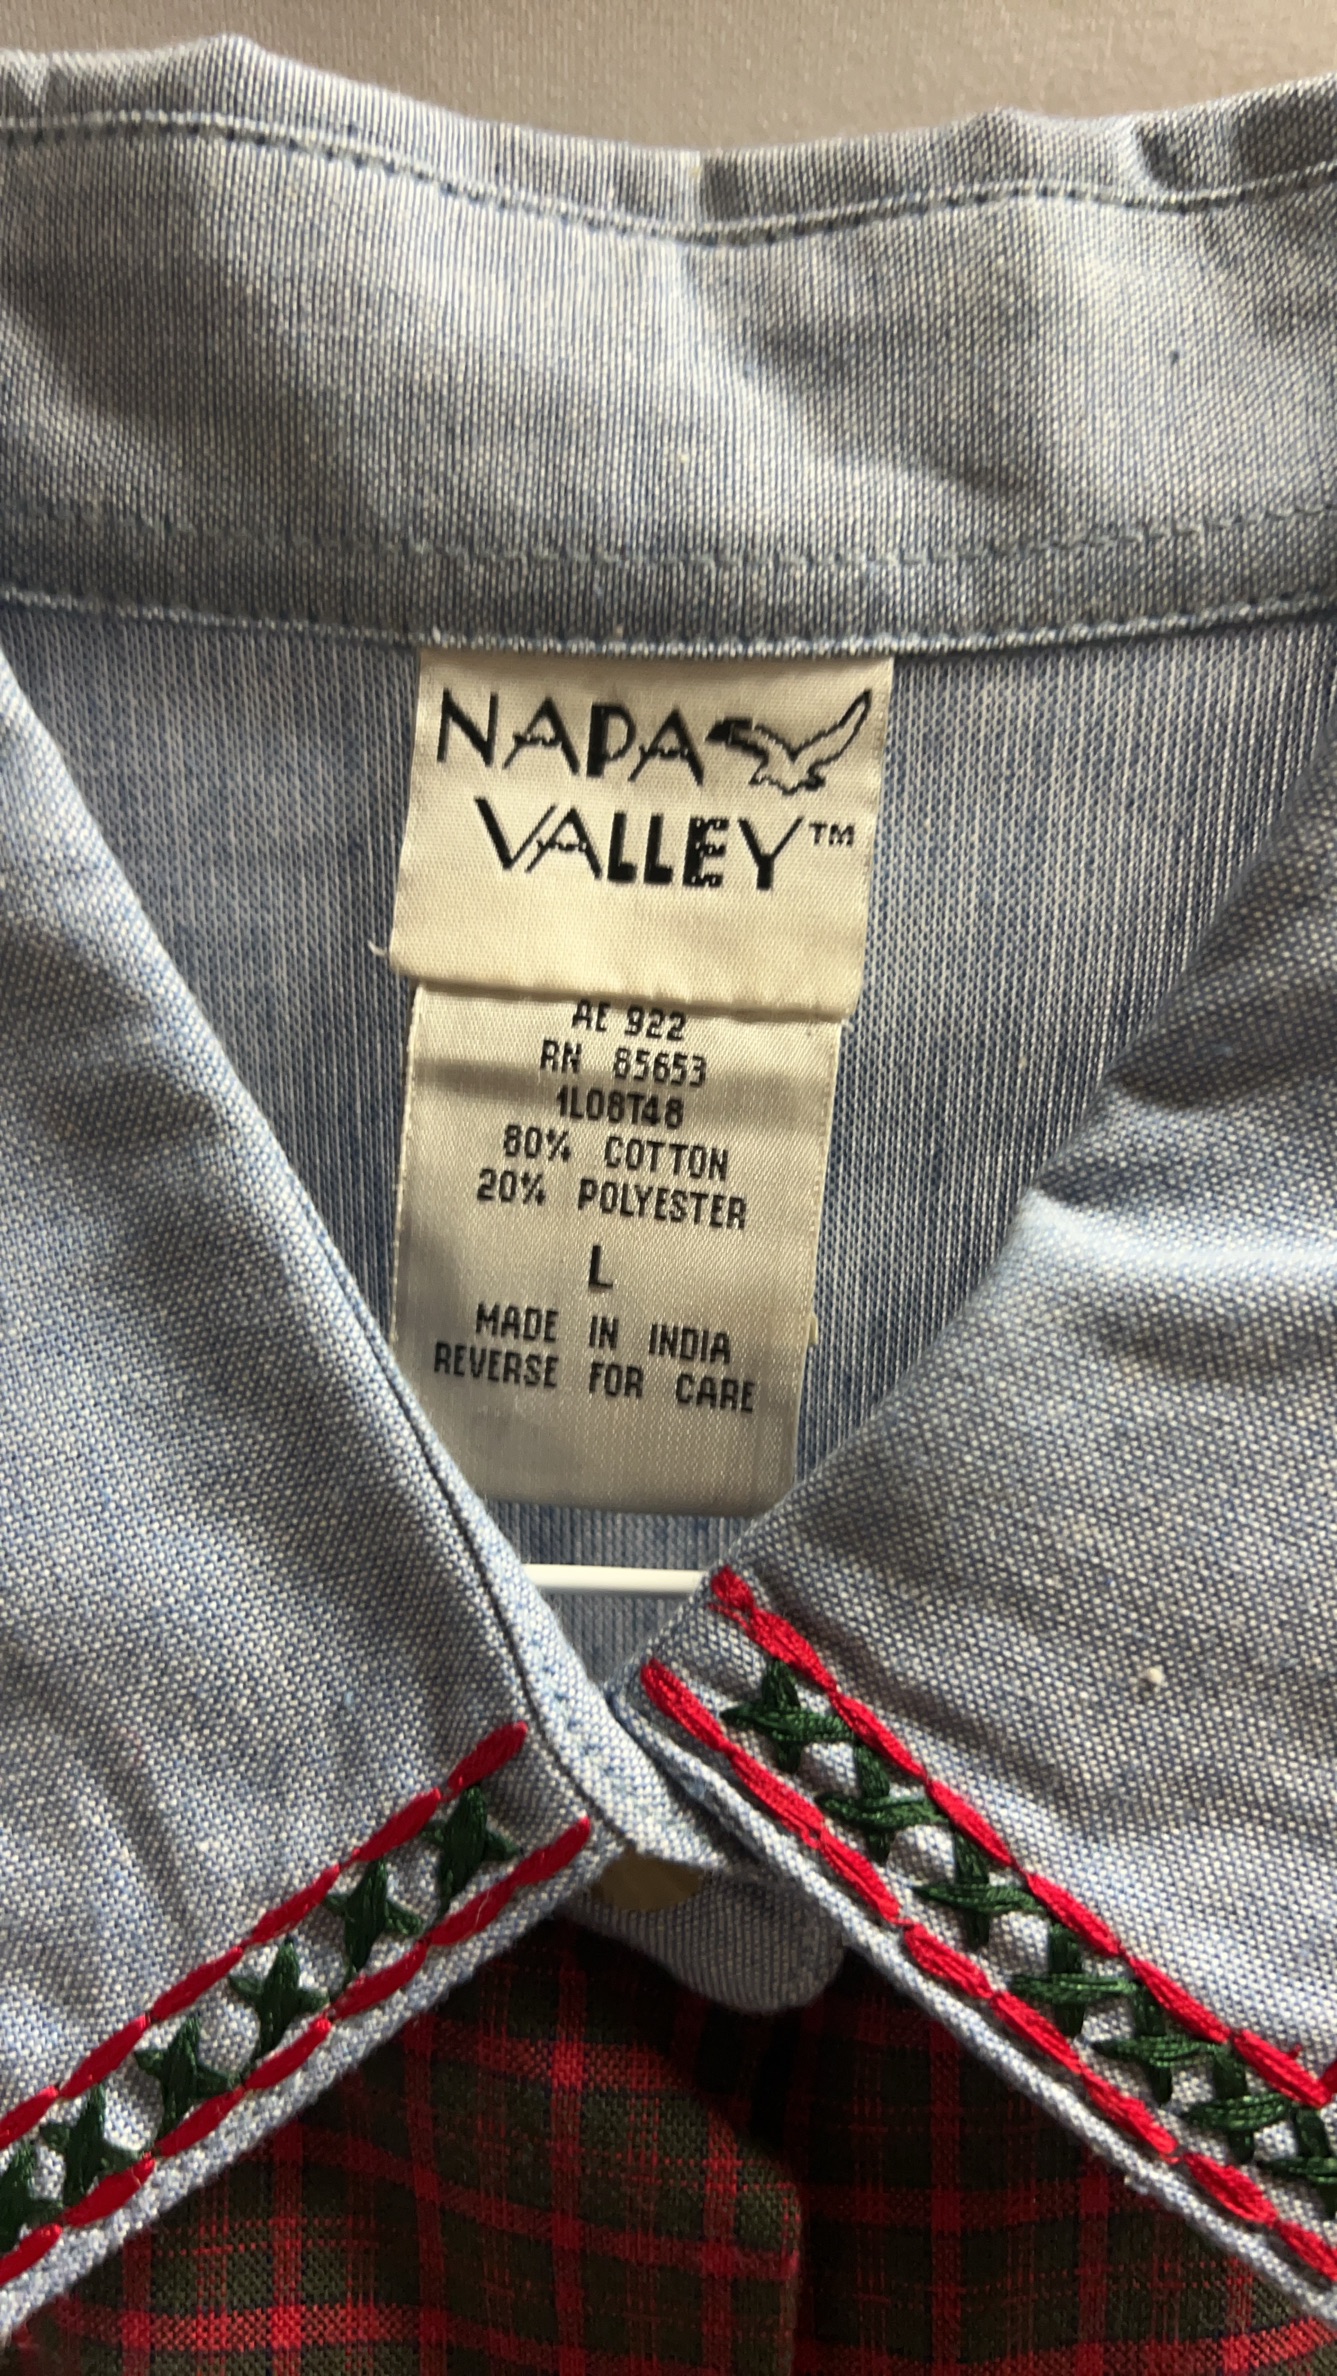 NAPA
VALLEY™
AE 922
RN 85653
1L08T48
80% COTTON
20% POLYESTER
L
MADE IN INDIA
REVERSE FOR CARE